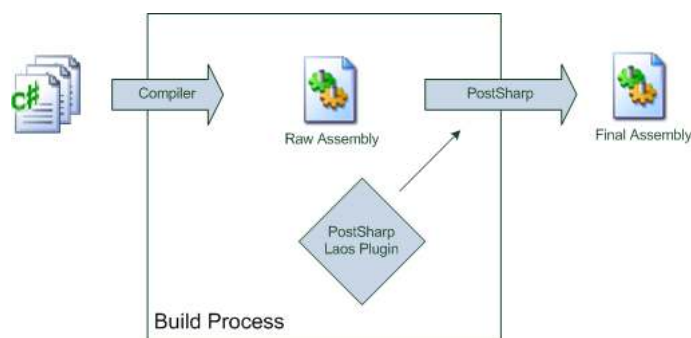 C#
Compiler
Raw Assembly
PostSharp
Final Assembly
PostSharp
Laos Plugin
Build Process